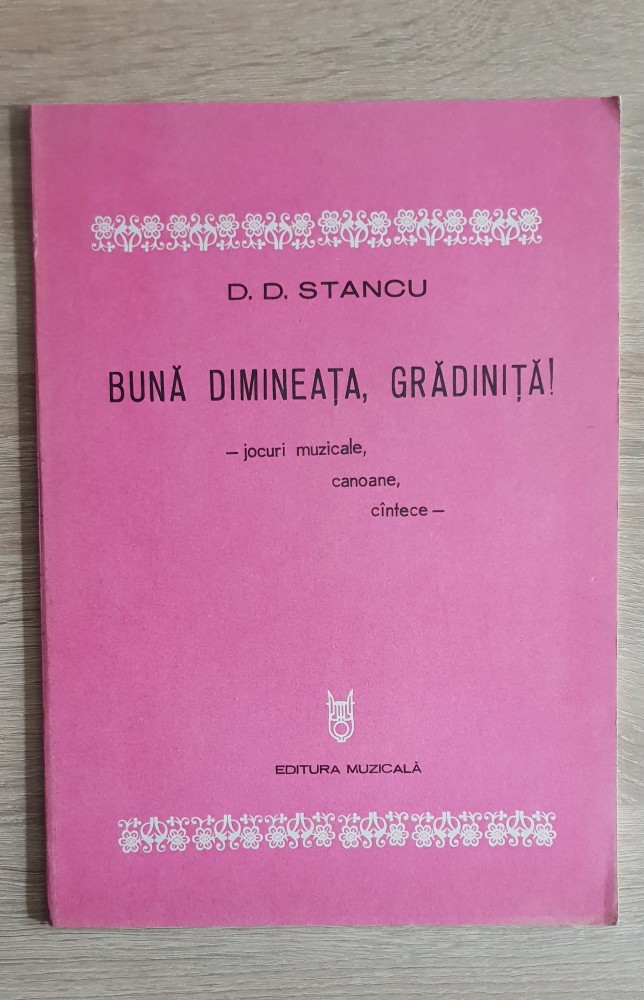 D. D. STANCU
BUNĂ DIMINEAȚA, GRĂDINIȚĂ!
– jocuri muzicale,
canoane,
cîntece –
EDITURA MUZICALĂ